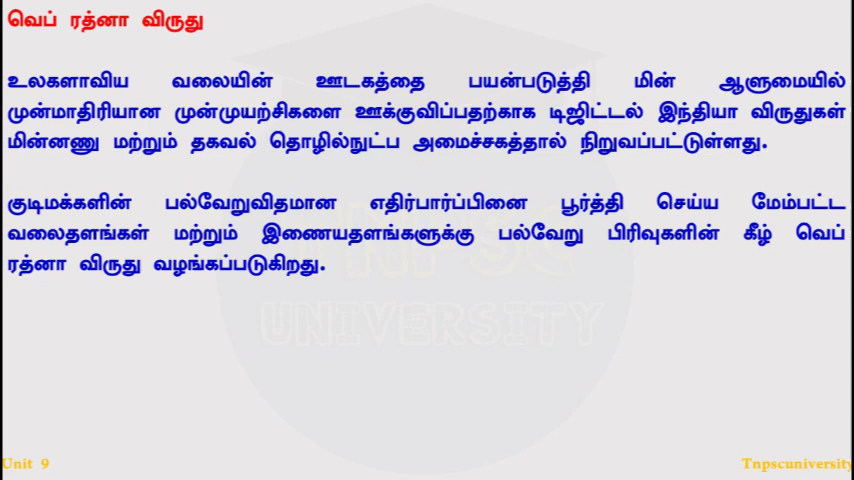 வெப் ரத்னா விருது
உலகளாவிய வலையின் ஊடகத்தை பயன்படுத்தி மின் ஆளுமையில்
முன்மாதிரியான முன்முயற்சிகளை ஊக்குவிப்பதற்காக டிஜிட்டல் இந்தியா விருதுகள்
மின்னணு மற்றும் தகவல் தொழில்நுட்ப அமைச்சகத்தால் நிறுவப்பட்டுள்ளது.
குடிமக்களின் பல்வேறுவிதமான எதிர்பார்ப்பினை பூர்த்தி செய்ய மேம்பட்ட
வலைதளங்கள் மற்றும் இணையதளங்களுக்கு பல்வேறு பிரிவுகளின் கீழ் வெப்
ரத்னா விருது வழங்கப்படுகிறது.
TNPSC
UNIVERSITY
Unit 9
Tnpscuniversity